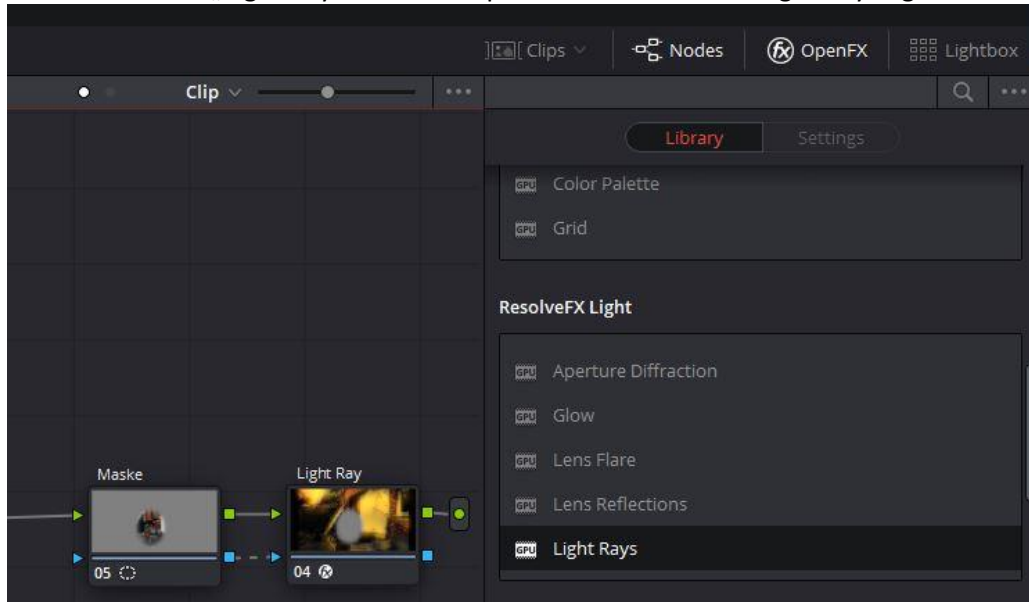 Clips Nodes OpenFX Lightbox
Clip
Library Settings
GPU Color Palette
GPU Grid
ResolveFX Light
GPU Aperture Diffraction
GPU Glow
GPU Lens Flare
GPU Lens Reflections
GPU Light Rays
Maske Light Ray
05 04